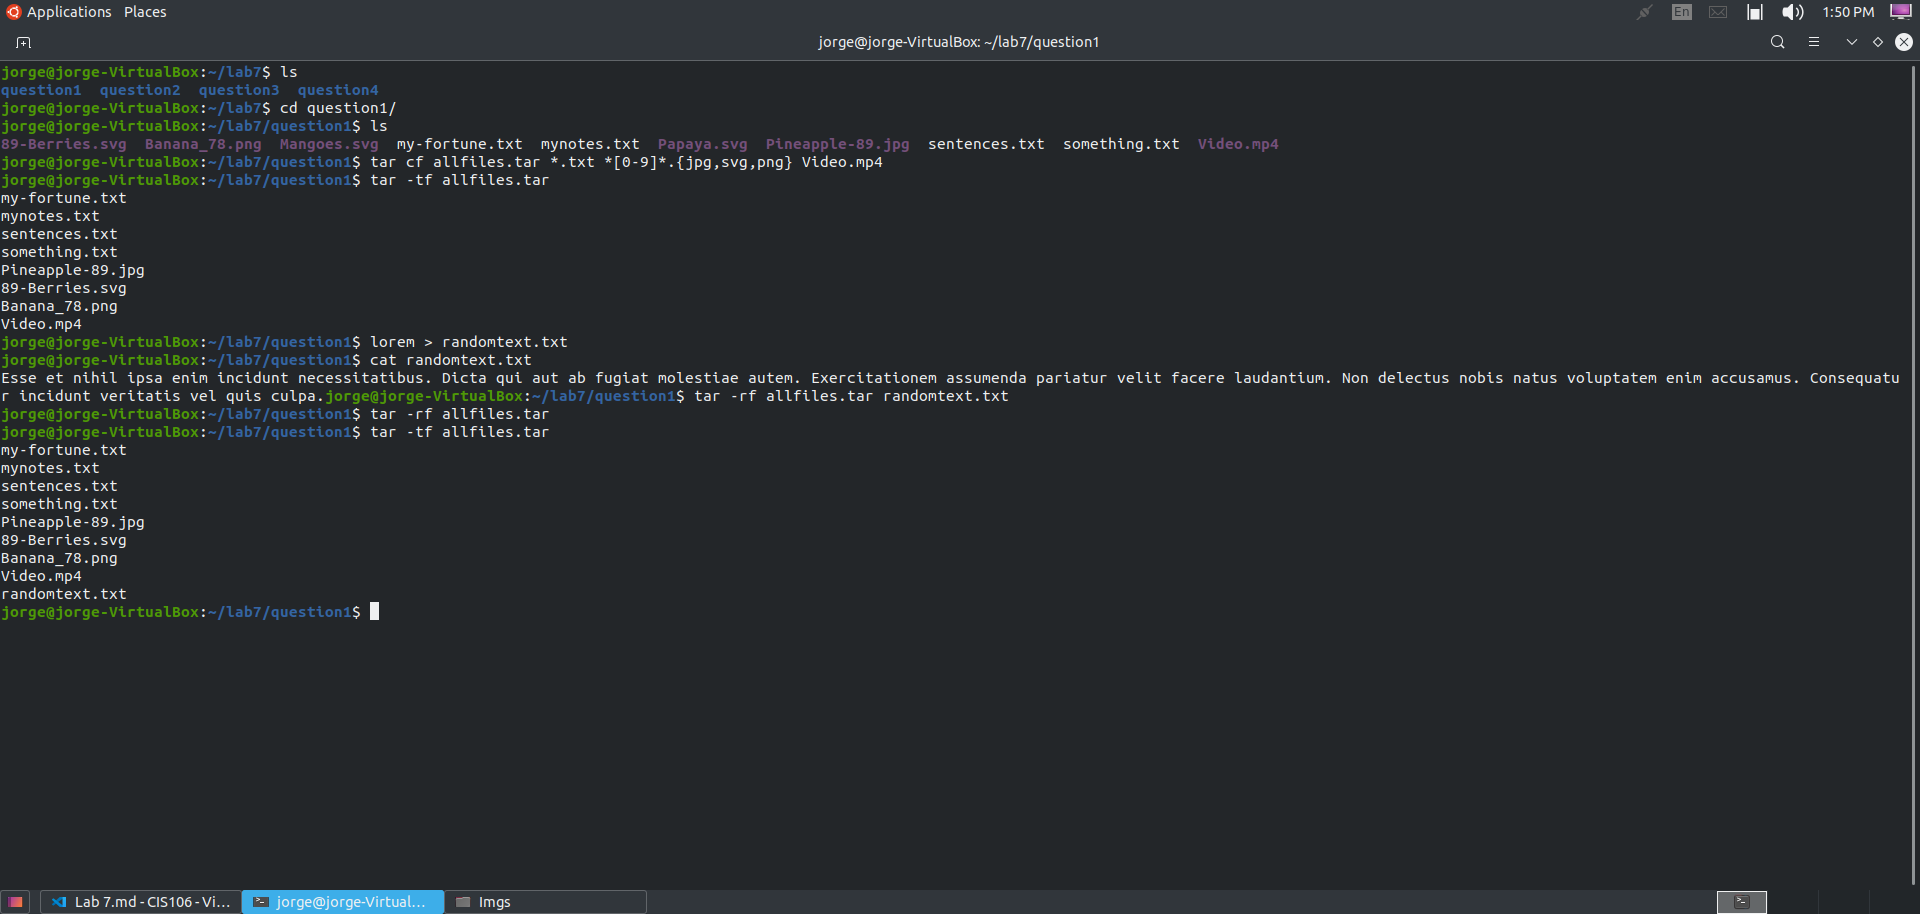 Applications Places En 1:50 PM
jorge@jorge-VirtualBox: ~/lab7/question1
jorge@jorge-VirtualBox:~/lab7$ ls
question1  question2  question3  question4
jorge@jorge-VirtualBox:~/lab7$ cd question1/
jorge@jorge-VirtualBox:~/lab7/question1$ ls
89-Berries.svg  Banana_78.png  Mangoes.svg  my-fortune.txt  mynotes.txt  Papaya.svg  Pineapple-89.jpg  sentences.txt  something.txt  Video.mp4
jorge@jorge-VirtualBox:~/lab7/question1$ tar cf allfiles.tar *.txt *[0-9]*.{jpg,svg,png} Video.mp4
jorge@jorge-VirtualBox:~/lab7/question1$ tar -tf allfiles.tar
my-fortune.txt
mynotes.txt
sentences.txt
something.txt
Pineapple-89.jpg
89-Berries.svg
Banana_78.png
Video.mp4
jorge@jorge-VirtualBox:~/lab7/question1$ lorem > randomtext.txt
jorge@jorge-VirtualBox:~/lab7/question1$ cat randomtext.txt
Esse et nihil ipsa enim incidunt necessitatibus. Dicta qui aut ab fugiat molestiae autem. Exercitationem assumenda pariatur velit facere laudantium. Non delectus nobis natus voluptatem enim accusamus. Consequatu
r incidunt veritatis vel quis culpa.jorge@jorge-VirtualBox:~/lab7/question1$ tar -rf allfiles.tar randomtext.txt
jorge@jorge-VirtualBox:~/lab7/question1$ tar -rf allfiles.tar
jorge@jorge-VirtualBox:~/lab7/question1$ tar -tf allfiles.tar
my-fortune.txt
mynotes.txt
sentences.txt
something.txt
Pineapple-89.jpg
89-Berries.svg
Banana_78.png
Video.mp4
randomtext.txt
jorge@jorge-VirtualBox:~/lab7/question1$
Lab 7.md - CIS106 - Vi... jorge@jorge-Virtual... Imgs